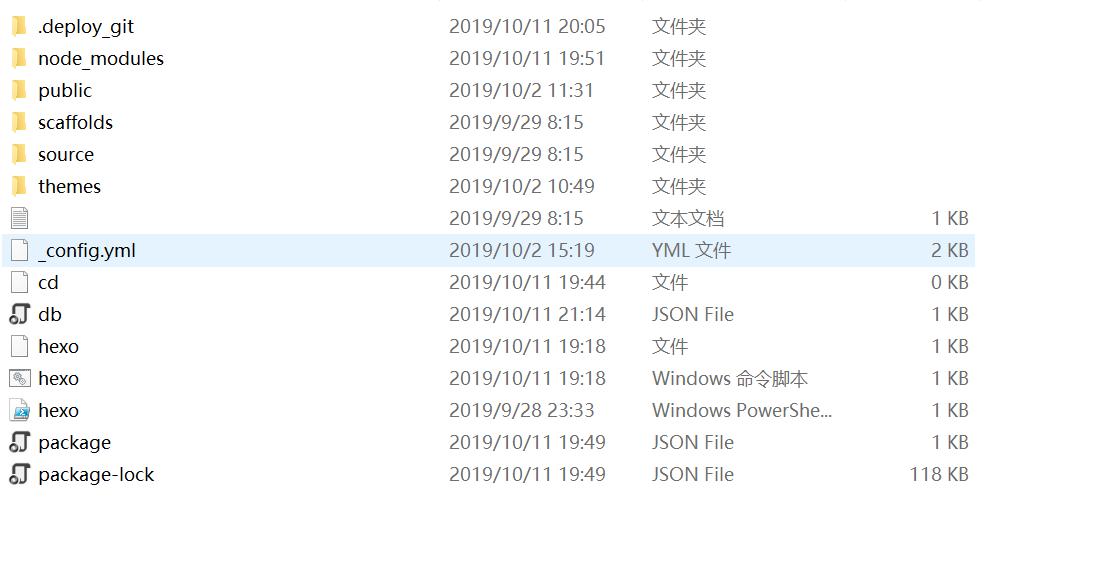 .deploy_git 2019/10/11 20:05 文件夹
node_modules 2019/10/11 19:51 文件夹
public 2019/10/2 11:31 文件夹
scaffolds 2019/9/29 8:15 文件夹
source 2019/9/29 8:15 文件夹
themes 2019/10/2 10:49 文件夹
2019/9/29 8:15 文本文档 1 KB
_config.yml 2019/10/2 15:19 YML 文件 2 KB
cd 2019/10/11 19:44 文件 0 KB
db 2019/10/11 21:14 JSON File 1 KB
hexo 2019/10/11 19:18 文件 1 KB
hexo 2019/10/11 19:18 Windows 命令脚本 1 KB
hexo 2019/9/28 23:33 Windows PowerShe... 1 KB
package 2019/10/11 19:49 JSON File 1 KB
package-lock 2019/10/11 19:49 JSON File 118 KB